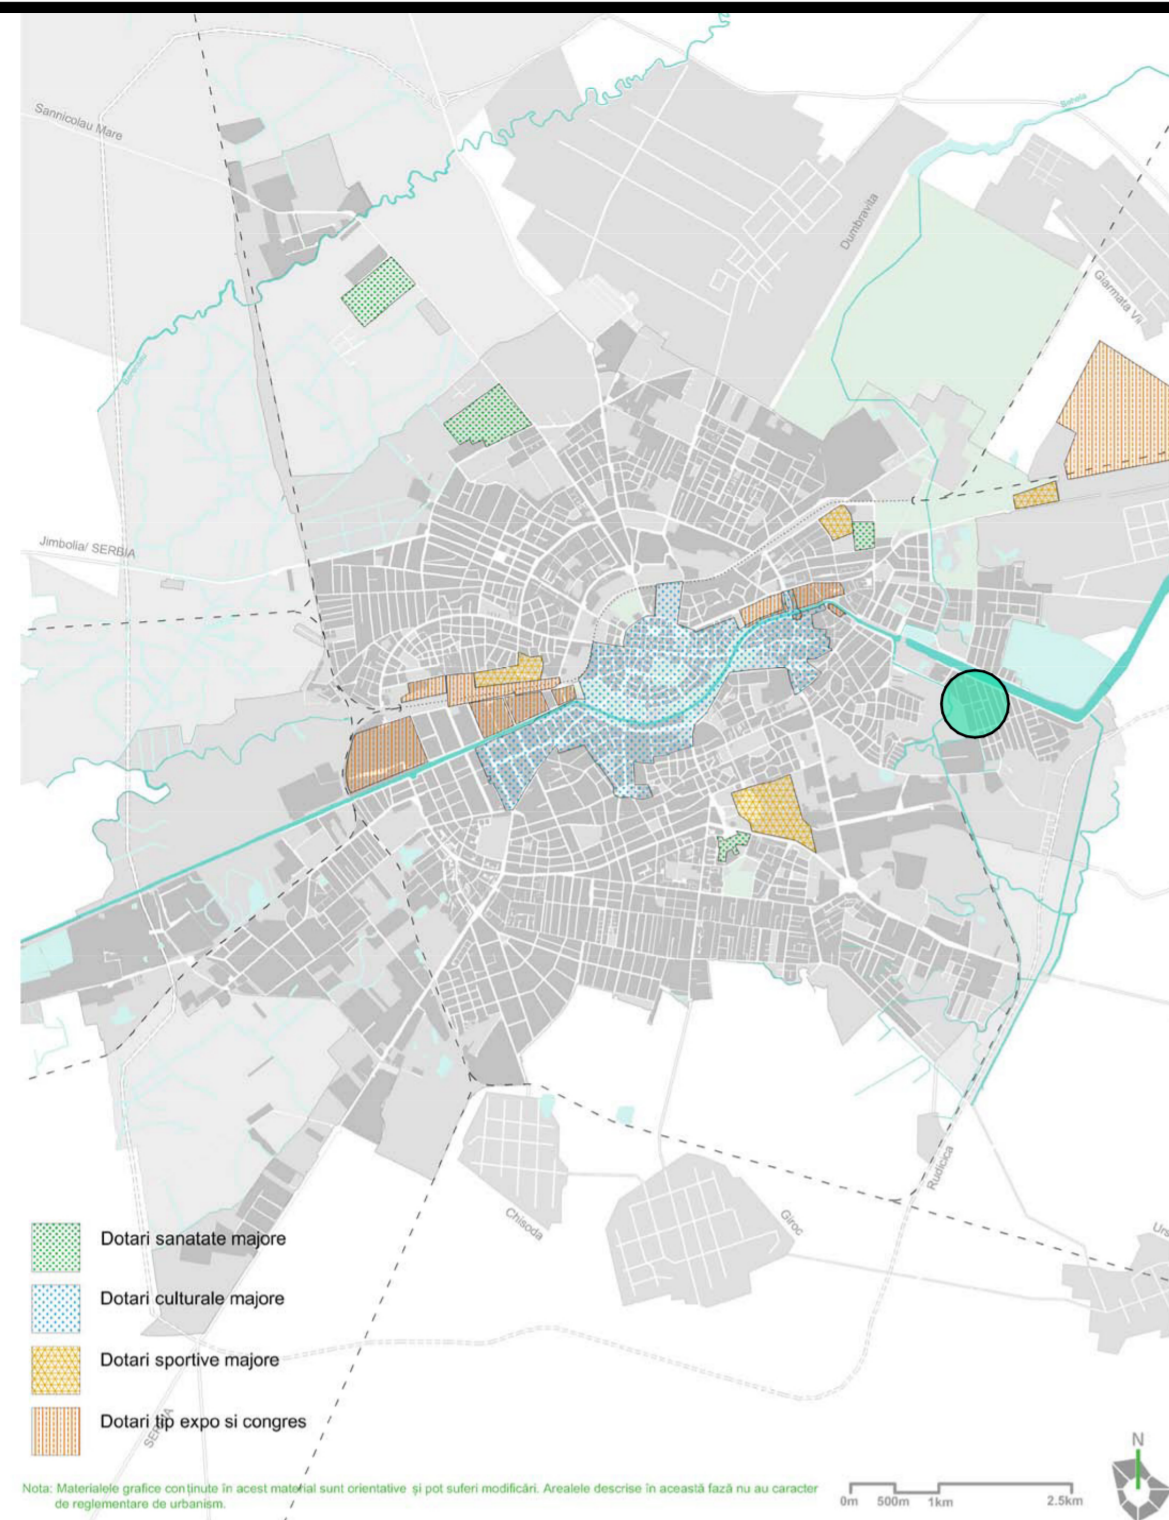 Sannicolau Mare
Behela
Dumbravita
Giarmata Vii
Jimbolia/ SERBIA
Chisoda
Giroc
Rudicica
Urs
SERBIA
Dotari sanatate majore
Dotari culturale majore
Dotari sportive majore
Dotari tip expo si congres
N
Nota: Materialele grafice conținute în acest material sunt orientative și pot suferi modificări. Arealele descrise în această fază nu au caracter
de reglementare de urbanism.
0m 500m 1km 2.5km